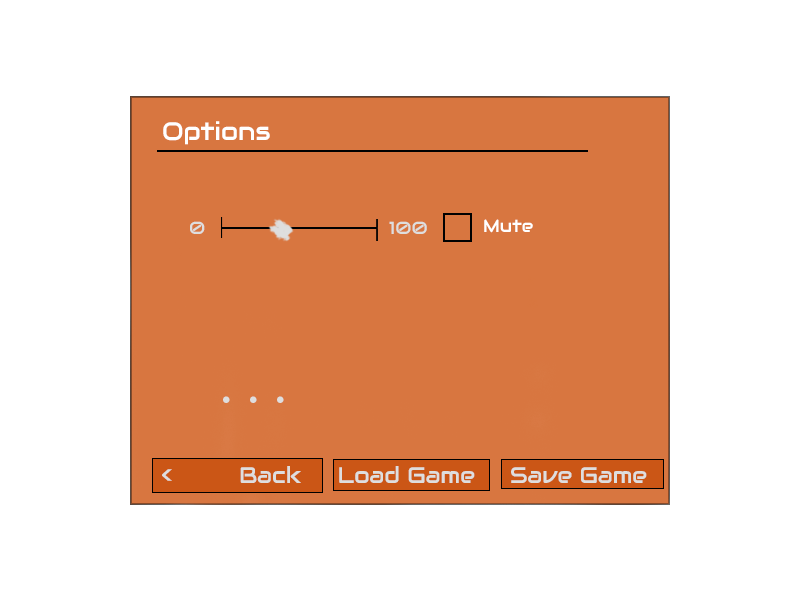 Options
0 100 Mute
. . .
< Back Load Game Save Game